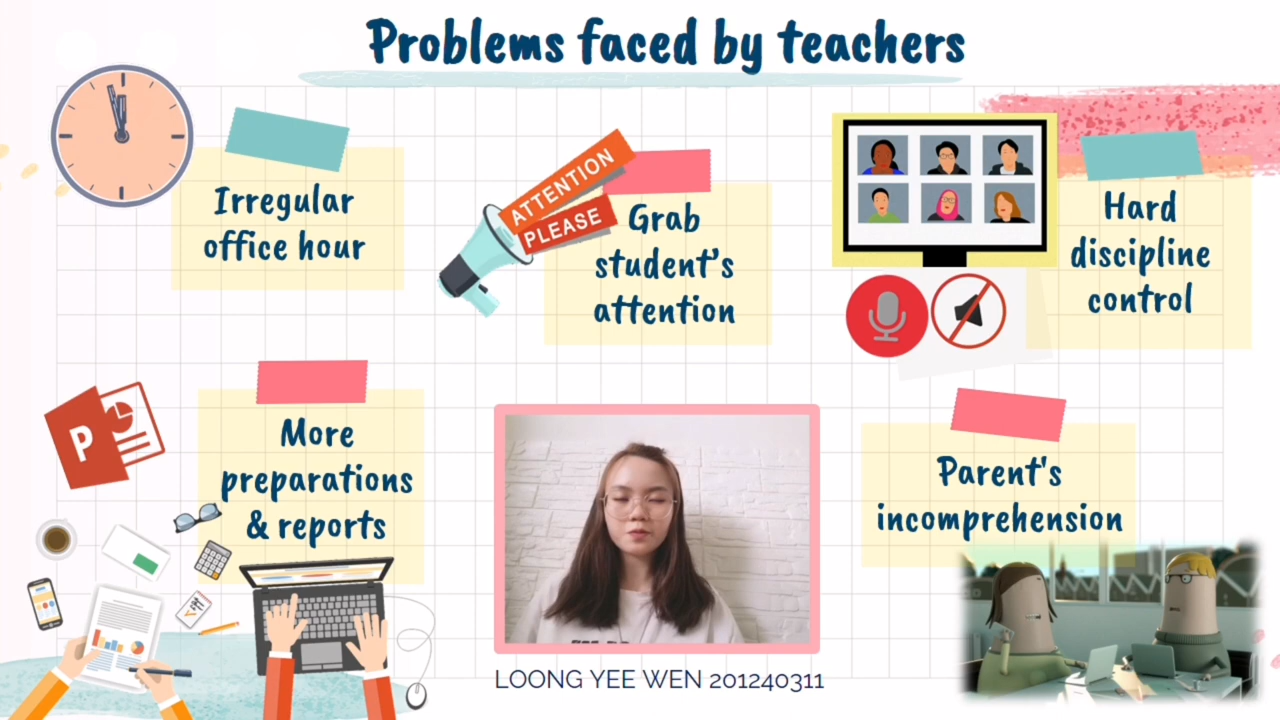 Problems faced by teachers
Irregular
office hour
ATTENTION
PLEASE
Grab
student's
attention
Hard
discipline
control
P
More
preparations
& reports
Parent's
incomprehension
LOONG YEE WEN 201240311